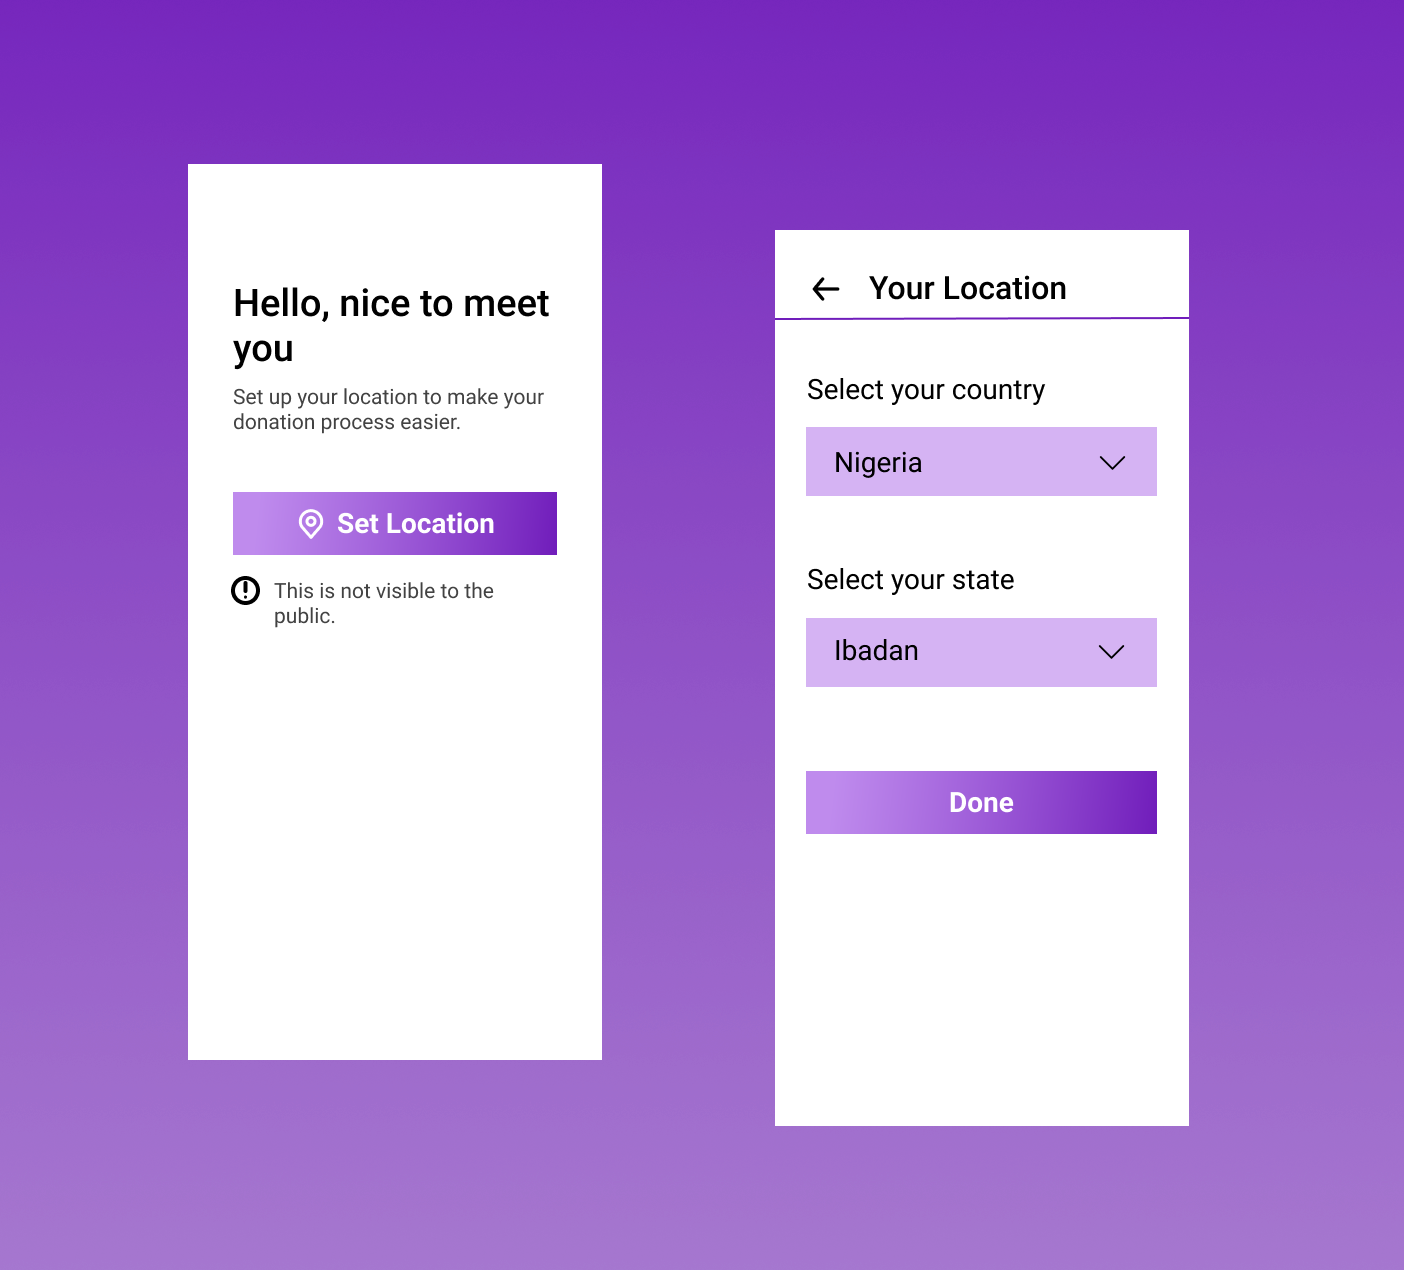 Hello, nice to meet
you
Set up your location to make your
donation process easier.
Set Location
This is not visible to the
public.
Your Location
Select your country
Nigeria
Select your state
Ibadan
Done